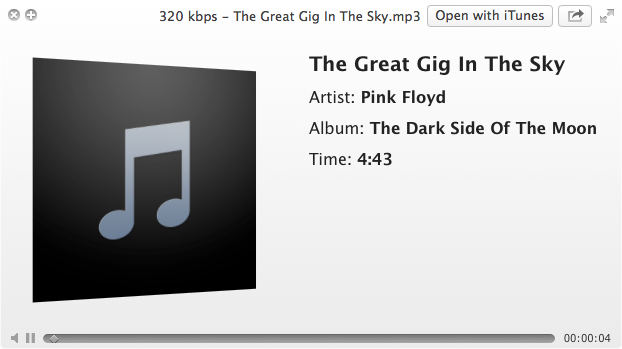 320 kbps – The Great Gig In The Sky.mp3 Open with iTunes
The Great Gig In The Sky
Artist: Pink Floyd
Album: The Dark Side Of The Moon
Time: 4:43
00:00:04